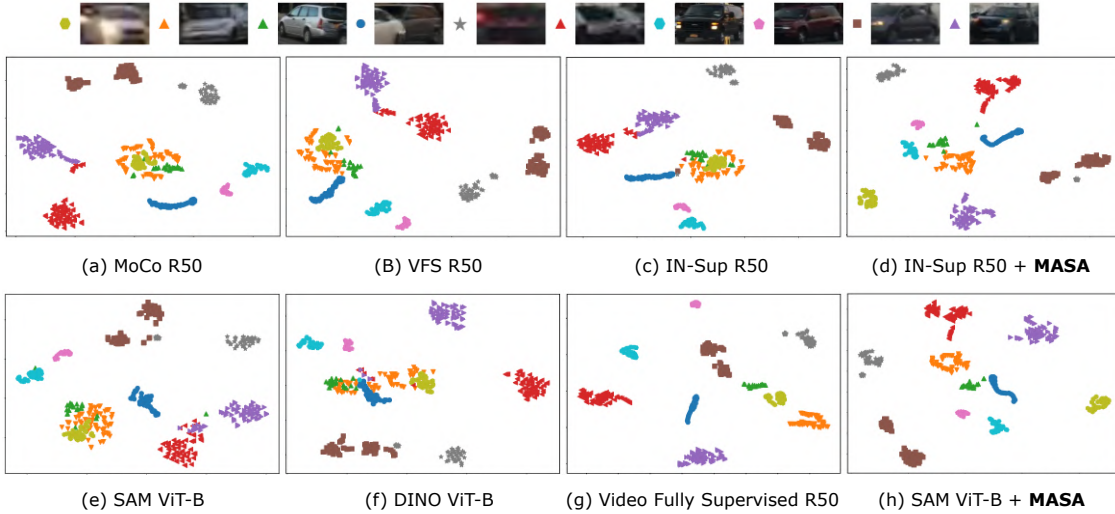 (a) MoCo R50
(B) VFS R50
(c) IN-Sup R50
(d) IN-Sup R50 + MASA
(e) SAM ViT-B
(f) DINO ViT-B
(g) Video Fully Supervised R50
(h) SAM ViT-B + MASA